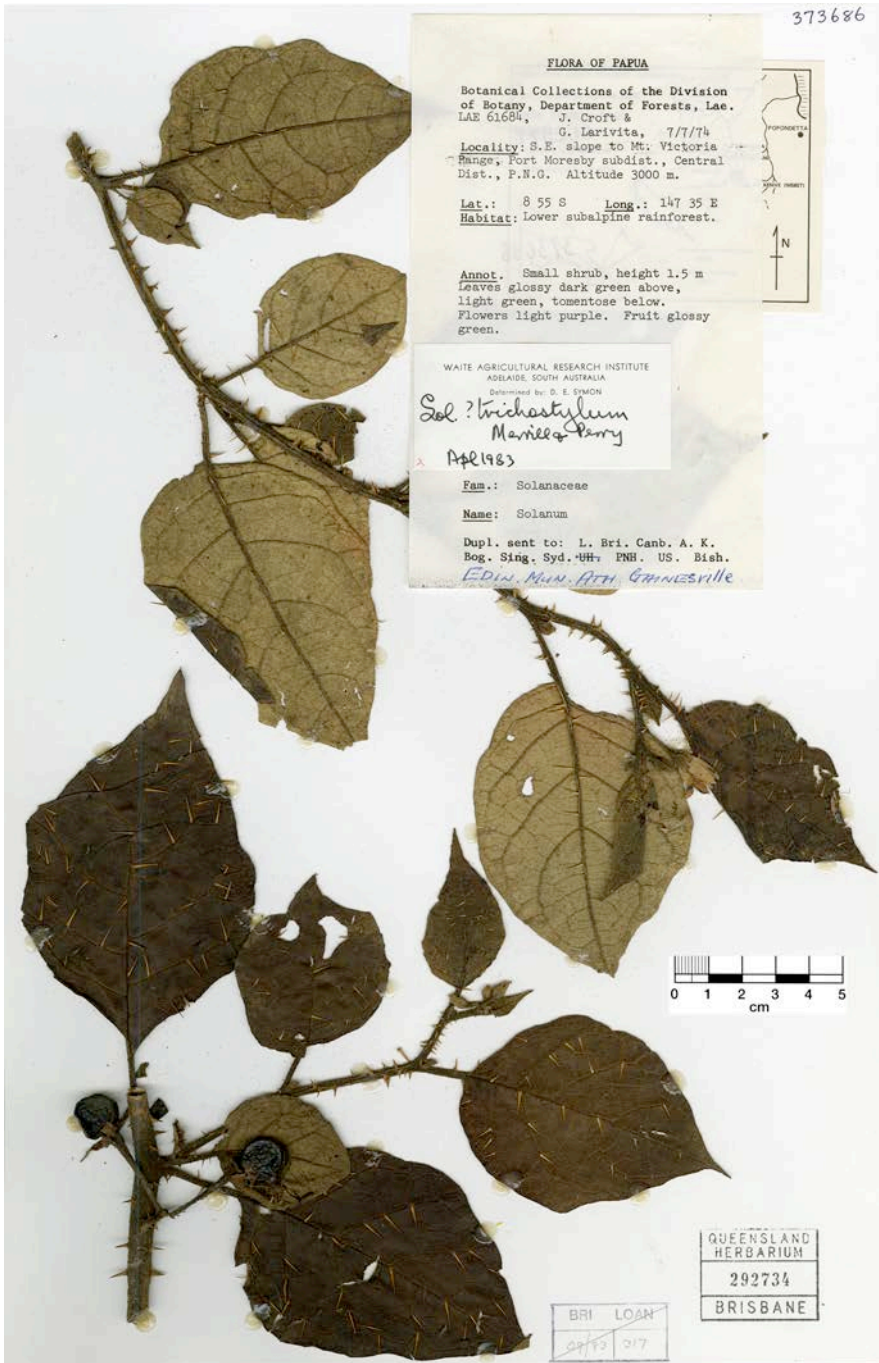 373686
FLORA OF PAPUA
Botanical Collections of the Division
of Botany, Department of Forests, Lae.
LAE 61684, J. Croft &
G. Larivita, 7/7/74
Locality: S.E. slope to Mt. Victoria
Range, Port Moresby subdist., Central
Dist., P.N.G. Altitude 3000 m.
Lat.: 8 55 S Long.: 147 35 E
Habitat: Lower subalpine rainforest.
Annot. Small shrub, height 1.5 m
Leaves glossy dark green above,
light green, tomentose below.
Flowers light purple. Fruit glossy
green.
POPONDETTA
N
WAITE AGRICULTURAL RESEARCH INSTITUTE
ADELAIDE, SOUTH AUSTRALIA
Determined by: D. E. SYMON
Sol. ? trichostylum
Merrill & Perry
Apl 1983
Fam.: Solanaceae
Name: Solanum
Dupl. sent to: L. Bri. Canb. A. K.
Bog. Sing. Syd. UH. PNH. US. Bish.
EDIN. MUN. ATH. GAINESville
0 1 2 3 4 5
cm
QUEENSLAND
HERBARIUM
292734
BRISBANE
BRI LOAN
017